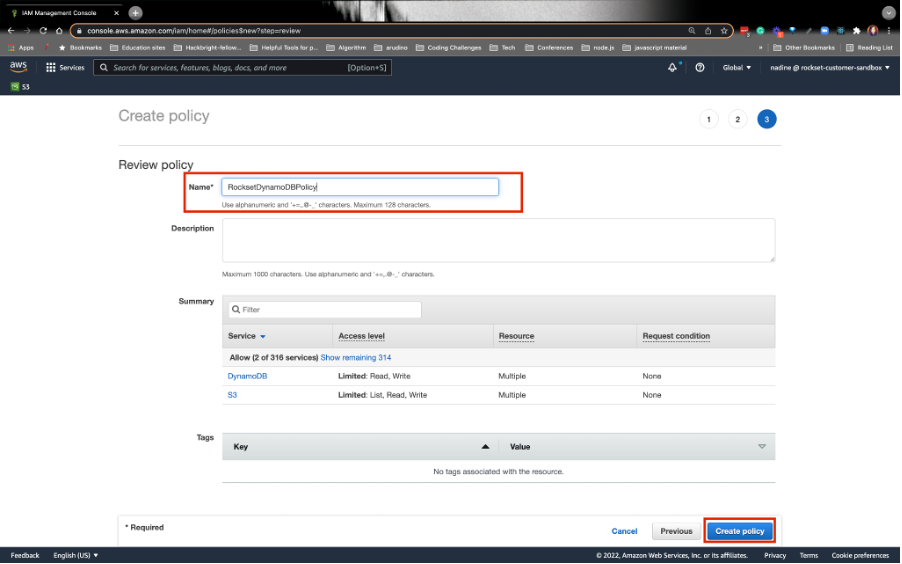 IAM Management Console
console.aws.amazon.com/iam/home#/policies$new?step=review
Apps Bookmarks Education sites Hackbright-fellow... Helpful Tools for p... Algorithm arudino Coding Challenges Tech Conferences node.js javascript material » Other Bookmarks Reading List
aws Services Search for services, features, blogs, docs, and more [Option+S] Global nadine @ rockset-customer-sandbox
S3
Create policy 1 2 3
Review policy
Name* RocksetDynamoDBPolicy
Use alphanumeric and '+=,.@-_' characters. Maximum 128 characters.
Description
Maximum 1000 characters. Use alphanumeric and '+=,.@-_' characters.
Summary Filter
Service Access level Resource Request condition
Allow (2 of 316 services) Show remaining 314
DynamoDB Limited: Read, Write Multiple None
S3 Limited: List, Read, Write Multiple None
Tags Key Value
No tags associated with the resource.
* Required Cancel Previous Create policy
Feedback English (US) © 2022, Amazon Web Services, Inc. or its affiliates. Privacy Terms Cookie preferences